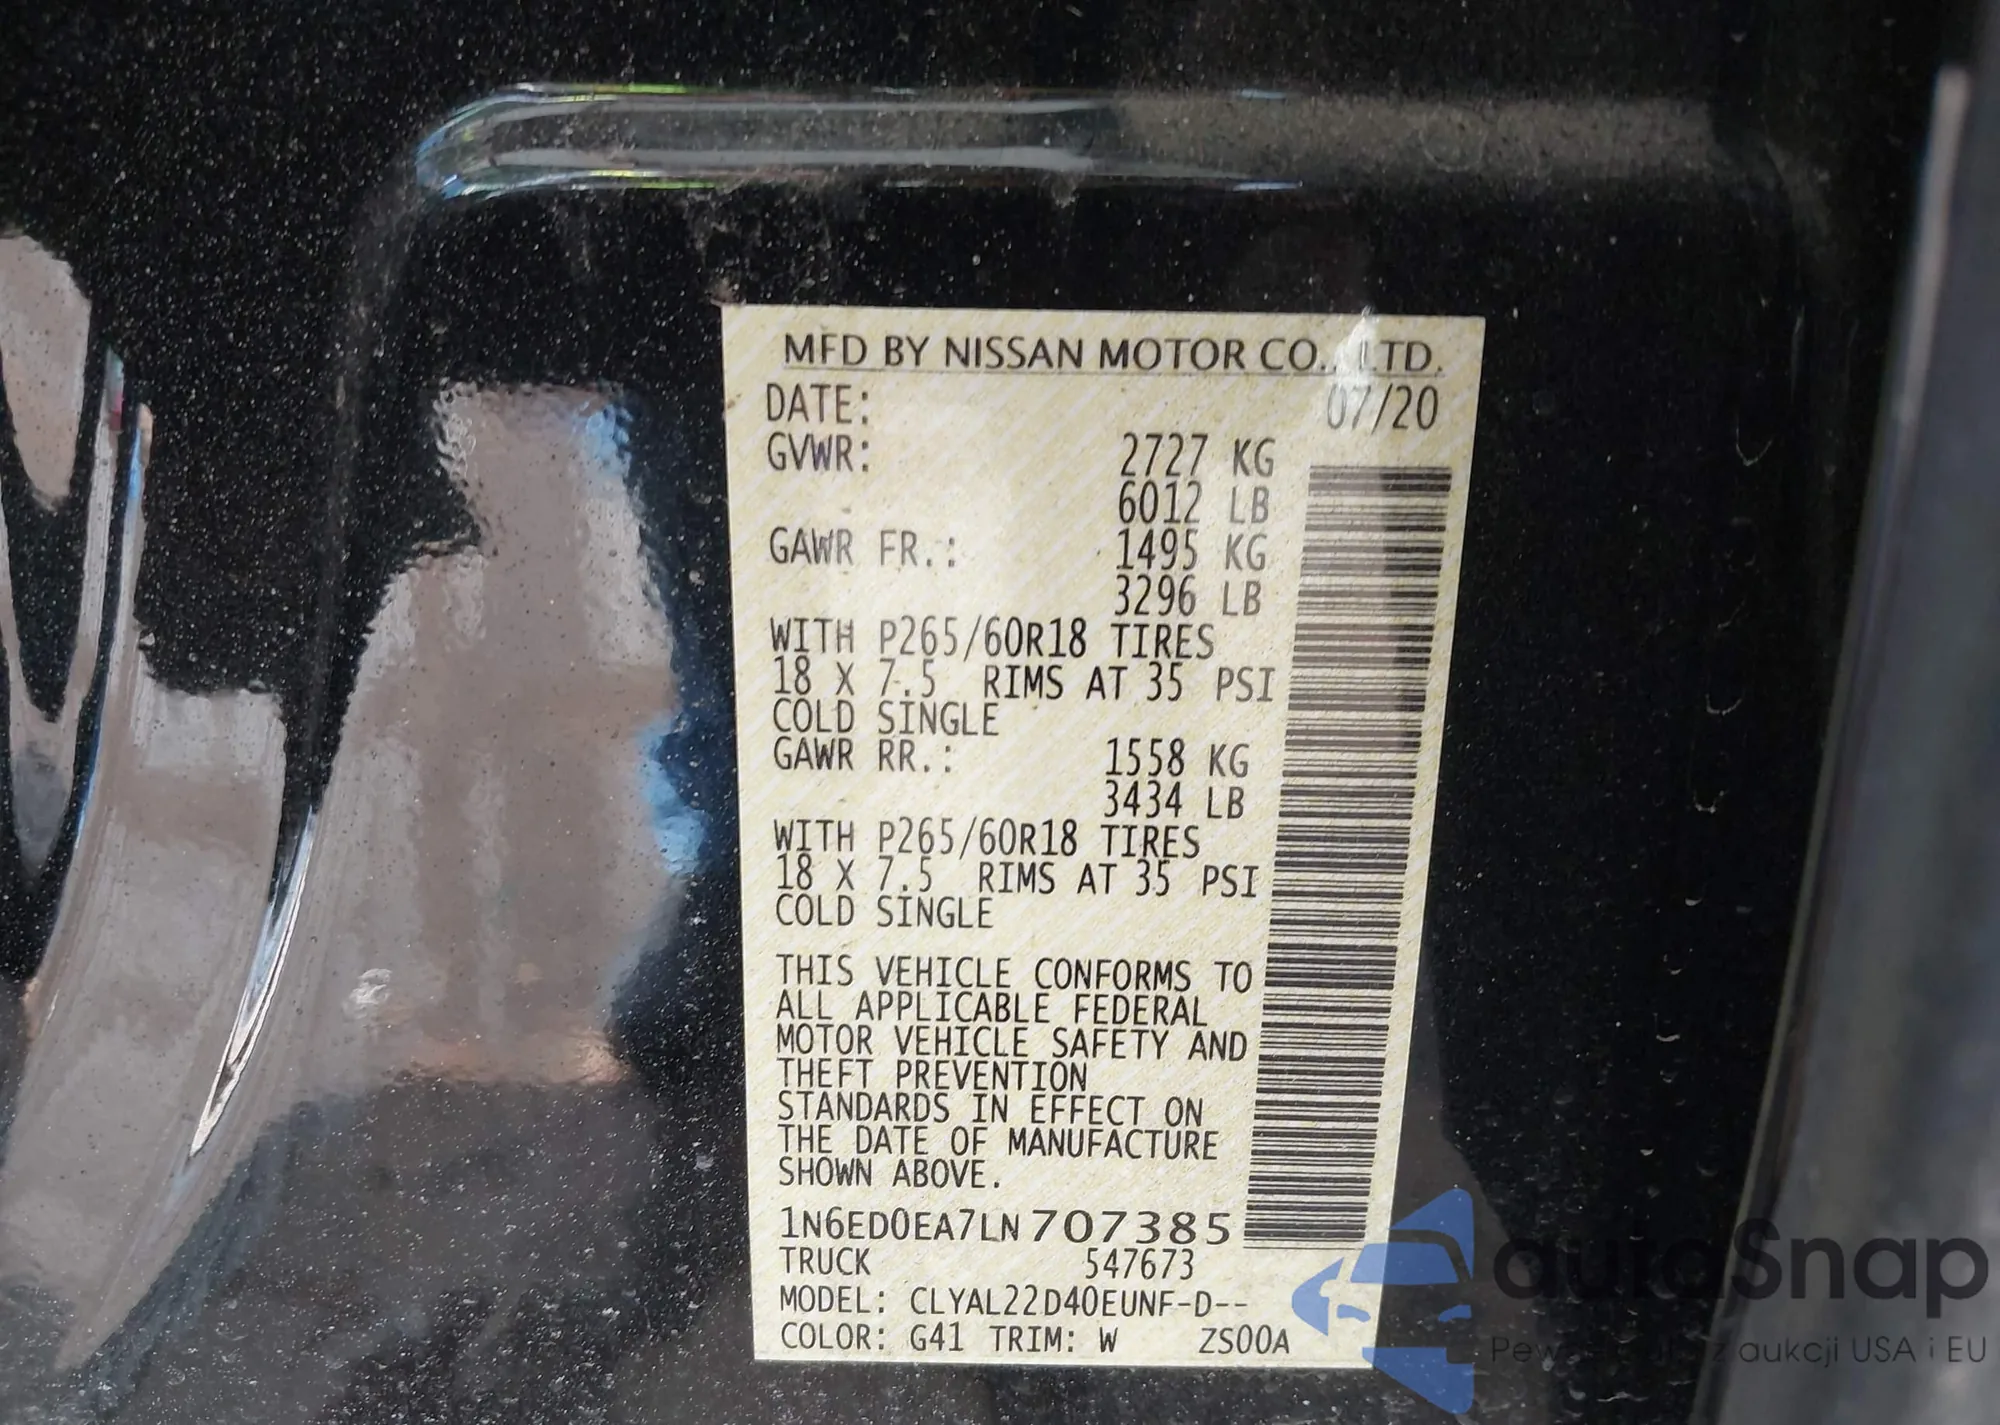 MFD BY NISSAN MOTOR CO., LTD.
DATE: 07/20
GVWR: 2727 KG
6012 LB
GAWR FR.: 1495 KG
3296 LB
WITH P265/60R18 TIRES
18 X 7.5 RIMS AT 35 PSI
COLD SINGLE
GAWR RR.: 1558 KG
3434 LB
WITH P265/60R18 TIRES
18 X 7.5 RIMS AT 35 PSI
COLD SINGLE
THIS VEHICLE CONFORMS TO
ALL APPLICABLE FEDERAL
MOTOR VEHICLE SAFETY AND
THEFT PREVENTION
STANDARDS IN EFFECT ON
THE DATE OF MANUFACTURE
SHOWN ABOVE.
1N6ED0EA7LN707385
TRUCK 547673
MODEL: CLYAL22D40EUNF-D--
COLOR: G41 TRIM: W ZS00A
autoSnap
z aukcji USA i EU